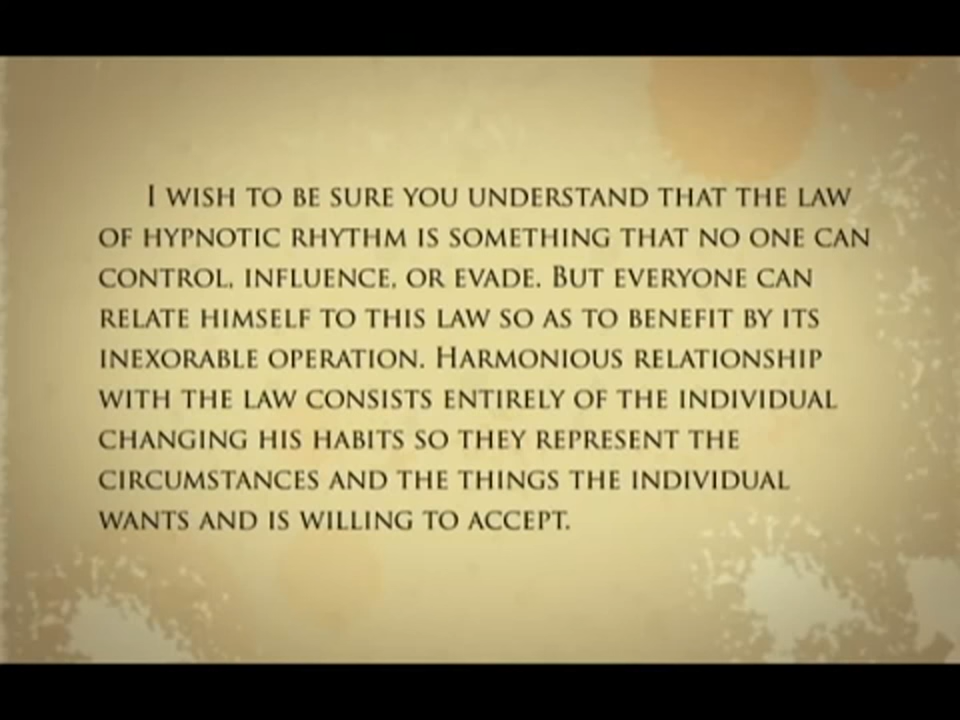 I WISH TO BE SURE YOU UNDERSTAND THAT THE LAW
OF HYPNOTIC RHYTHM IS SOMETHING THAT NO ONE CAN
CONTROL, INFLUENCE, OR EVADE. BUT EVERYONE CAN
RELATE HIMSELF TO THIS LAW SO AS TO BENEFIT BY ITS
INEXORABLE OPERATION. HARMONIOUS RELATIONSHIP
WITH THE LAW CONSISTS ENTIRELY OF THE INDIVIDUAL
CHANGING HIS HABITS SO THEY REPRESENT THE
CIRCUMSTANCES AND THE THINGS THE INDIVIDUAL
WANTS AND IS WILLING TO ACCEPT.